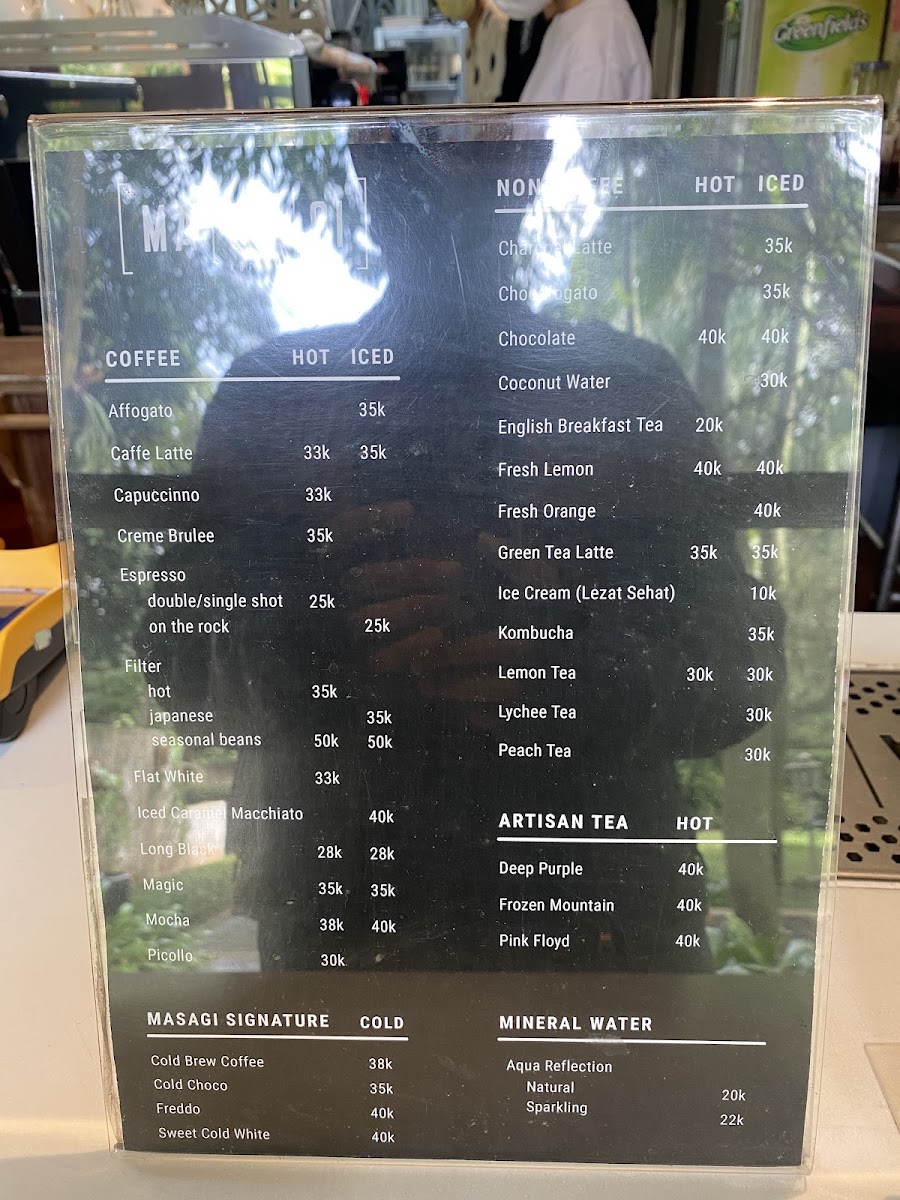 Greenfields
COFFEE HOT ICED
Affogato 35k
Caffe Latte 33k 35k
Capuccinno 33k
Creme Brulee 35k
Espresso
double/single shot 25k
on the rock 25k
Filter
hot 35k
japanese 35k
seasonal beans 50k 50k
Flat White 33k
Iced Caramel Macchiato 40k
Long Black 28k 28k
Magic 35k 35k
Mocha 38k 40k
Picollo 30k
MASAGI SIGNATURE COLD
Cold Brew Coffee 38k
Cold Choco 35k
Freddo 40k
Sweet Cold White 40k
NON COFFEE HOT ICED
Latte 35k
35k
Chocolate 40k 40k
Coconut Water 30k
English Breakfast Tea 20k
Fresh Lemon 40k 40k
Fresh Orange 40k
Green Tea Latte 35k 35k
Ice Cream (Lezat Sehat) 10k
Kombucha 35k
Lemon Tea 30k 30k
Lychee Tea 30k
Peach Tea 30k
ARTISAN TEA HOT
Deep Purple 40k
Frozen Mountain 40k
Pink Floyd 40k
MINERAL WATER
Aqua Reflection
Natural 20k
Sparkling 22k